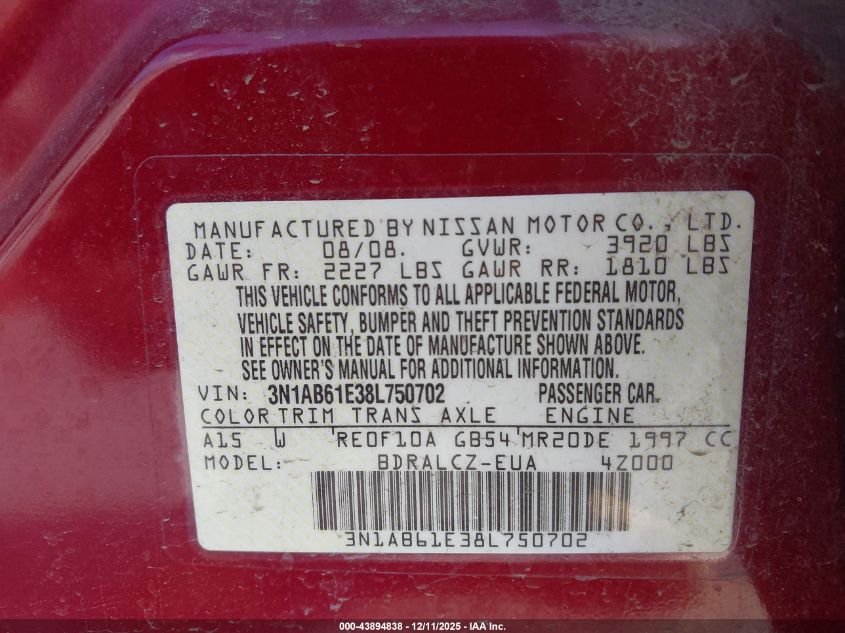 MANUFACTURED BY NISSAN MOTOR CO., LTD.
DATE: 08/08. GVWR: 3920 LBS
GAWR FR: 2227 LBS GAWR RR: 1810 LBS
THIS VEHICLE CONFORMS TO ALL APPLICABLE FEDERAL MOTOR,
VEHICLE SAFETY, BUMPER AND THEFT PREVENTION STANDARDS
IN EFFECT ON THE DATE OF MANUFACTURE SHOWN ABOVE.
SEE OWNER'S MANUAL FOR ADDITIONAL INFORMATION.
VIN: 3N1AB61E38L750702 PASSENGER CAR.
COLOR TRIM TRANS AXLE ENGINE
A15 W RE0F10A GB54 MR20DE 1997 CC
MODEL: BDRALCZ-EUA 4Z000
3N1AB61E38L750702
000-43894838 - 12/11/2025 - IAA Inc.